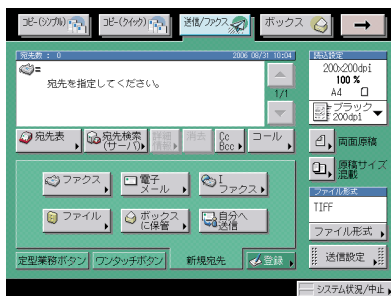 コピー(シンプル)
コピー(クイック)
送信/ファクス
ボックス
宛先数 : 0
2006 08/31 10:04
宛先を指定してください。
1/1
宛先表
宛先検索
(サーバ)
詳細
情報
消去
Cc
Bcc
コール
ファクス
電子
メール
I
ファクス
ファイル
ボックス
に保管
自分へ
送信
定型業務ボタン
ワンタッチボタン
新規宛先
登録
読込設定
200x200dpi
100 %
A4
ブラック
200dpi
両面原稿
原稿サイズ
混載
ファイル形式
TIFF
ファイル形式
送信設定
システム状況/中止